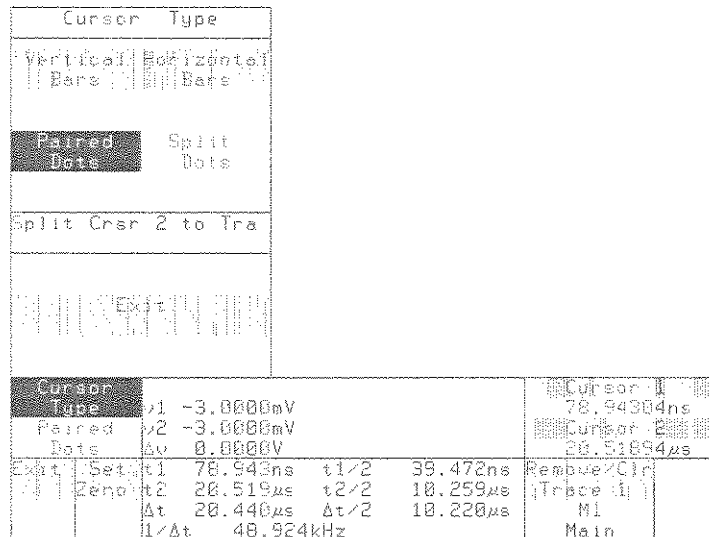 Cursor Type
Vertical Horizontal
Bars Bars
Paired Split
Dots Dots
Split Crsr 2 to Tra
Exit
Cursor Type
Paired Dots
ν1 -3.0000mV
ν2 -3.0000mV
Δν 0.0000V
Cursor 1
78.94304ns
Cursor 2
20.51894µs
Exit
Set Zero
t1 78.943ns t1/2 39.472ns
t2 20.519µs t2/2 10.259µs
Δt 20.440µs Δt/2 10.220µs
1/Δt 48.924kHz
Remove/Clr
Trace 1
M1
Main